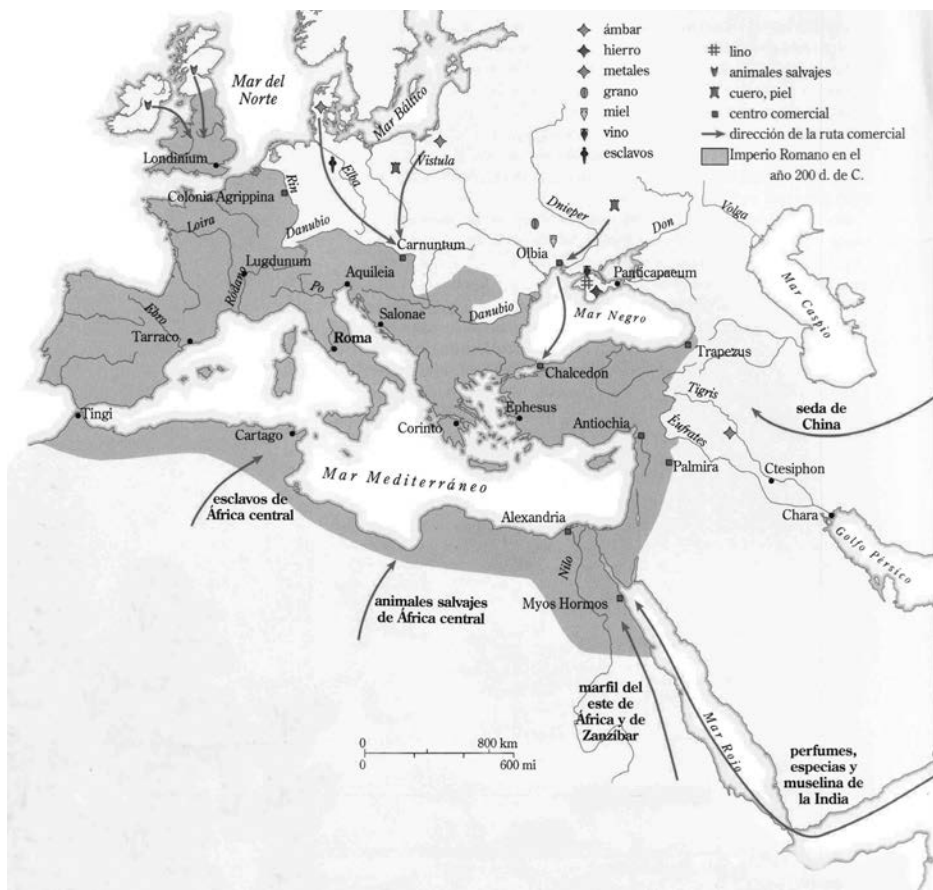 ámbar
hierro
metales
grano
miel
vino
esclavos
lino
animales salvajes
cuero, piel
centro comercial
dirección de la ruta comercial
Imperio Romano en el
año 200 d. de C.
Mar del
Norte
Mar Báltico
Londinium
Colonia Agrippina
Rin
Elba
Vístula
Loira
Danubio
Carnuntum
Dnieper
Don
Volga
Olbia
Panticapaeum
Lugdunum
Ródano
Aquileia
Po
Salonae
Danubio
Mar Negro
Mar Caspio
Ebro
Tarraco
Roma
Trapezus
Chalcedon
Tingi
Cartago
Corinto
Ephesus
Antiochia
Tigris
Éufrates
seda de
China
Mar Mediterráneo
Palmira
Ctesiphon
Chara
Golfo Pérsico
esclavos de
África central
Alexandria
Nilo
animales salvajes
de África central
Myos Hormos
marfil del
este de
África y de
Zanzíbar
Mar Rojo
perfumes,
especias y
muselina de
la India
0 800 km
0 600 mi